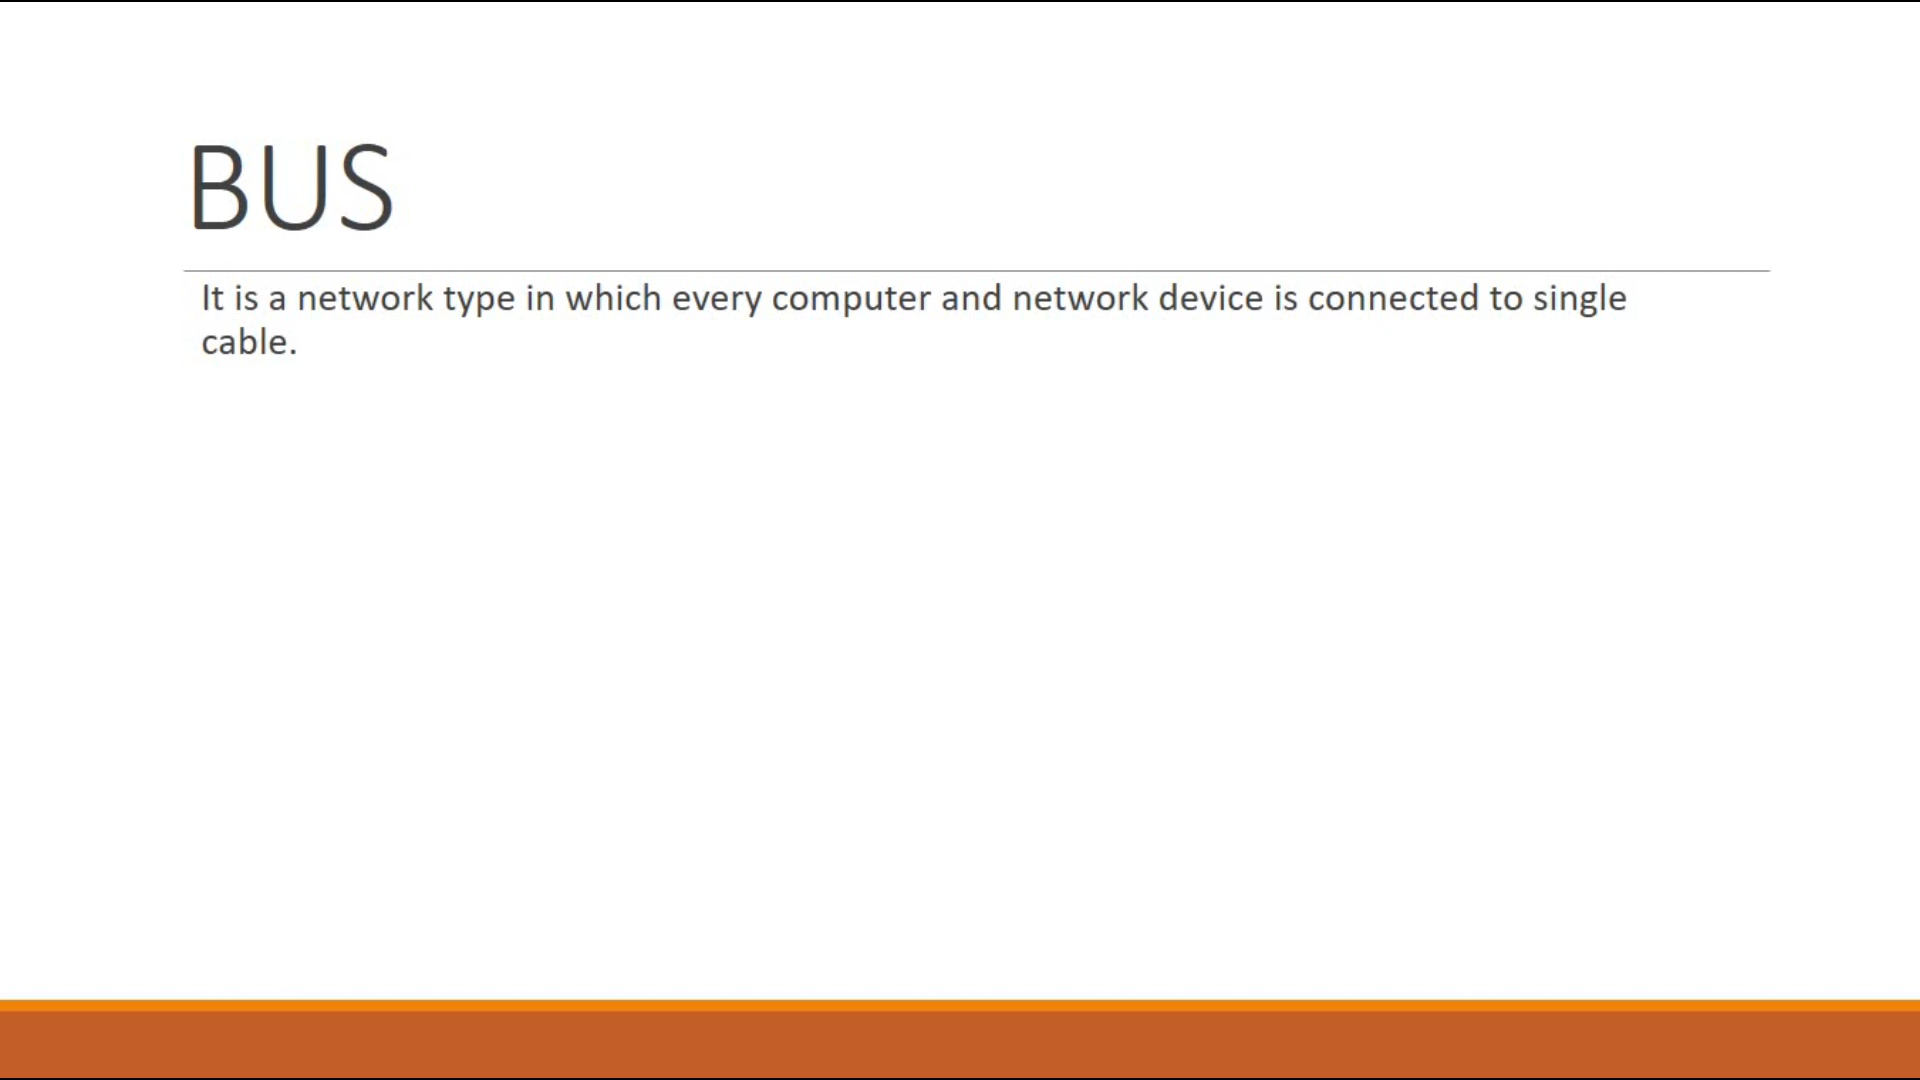 BUS
It is a network type in which every computer and network device is connected to single
cable.